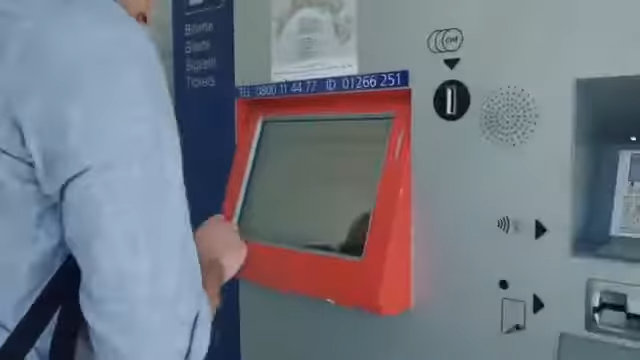 Billette
Billets
Biglietti
Tickets
TEL 0800 11 44 77 ID 01266 251
CHF